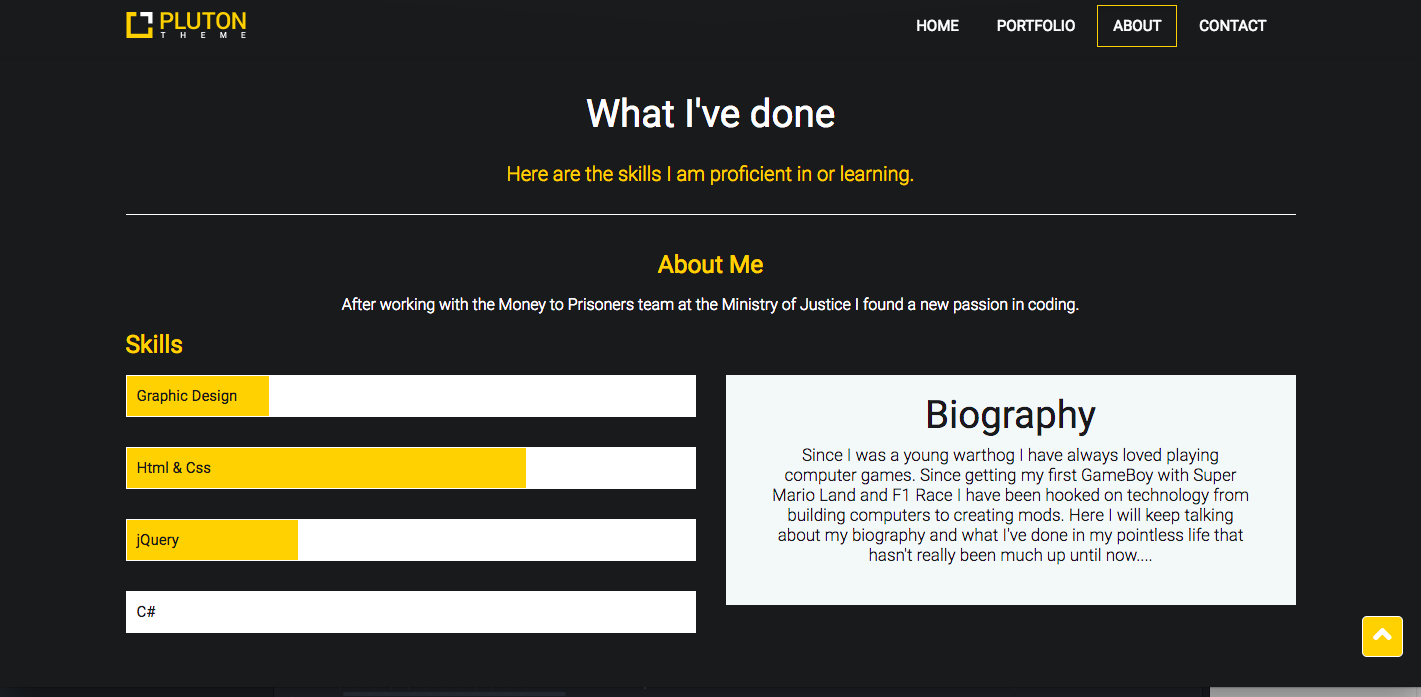 PLUTON
THEME
HOME PORTFOLIO ABOUT CONTACT
What I've done
Here are the skills I am proficient in or learning.
About Me
After working with the Money to Prisoners team at the Ministry of Justice I found a new passion in coding.
Skills
Graphic Design
Html & Css
jQuery
C#
Biography
Since I was a young warthog I have always loved playing
computer games. Since getting my first GameBoy with Super
Mario Land and F1 Race I have been hooked on technology from
building computers to creating mods. Here I will keep talking
about my biography and what I've done in my pointless life that
hasn't really been much up until now....